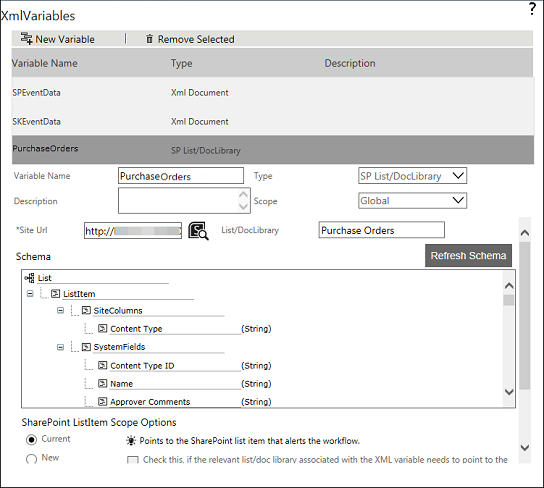 XmlVariables ?
New Variable | Remove Selected
Variable Name Type Description
SPEventData Xml Document
SKEventData Xml Document
PurchaseOrders SP List/DocLibrary
Variable Name PurchaseOrders Type SP List/DocLibrary
Description Scope Global
*Site Url http:// List/DocLibrary Purchase Orders
Schema Refresh Schema
List
ListItem
SiteColumns
Content Type (String)
SystemFields
Content Type ID (String)
Name (String)
Approver Comments (String)
SharePoint ListItem Scope Options
Current Points to the SharePoint list item that alerts the workflow.
New Check this, if the relevant list/doc library associated with the XML variable needs to point to the